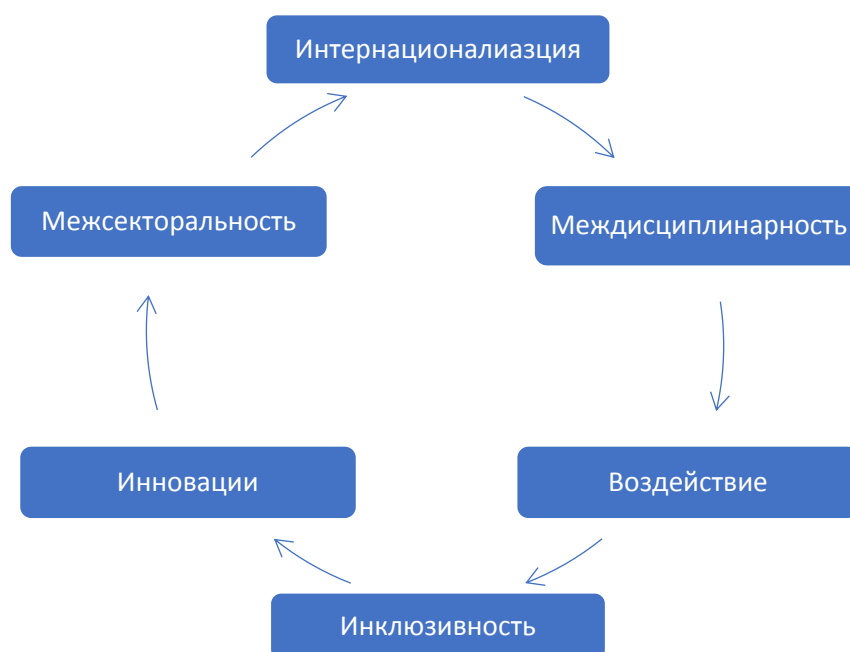 Интернационалиазция
Межсекторальность
Междисциплинарность
Инновации
Воздействие
Инклюзивность